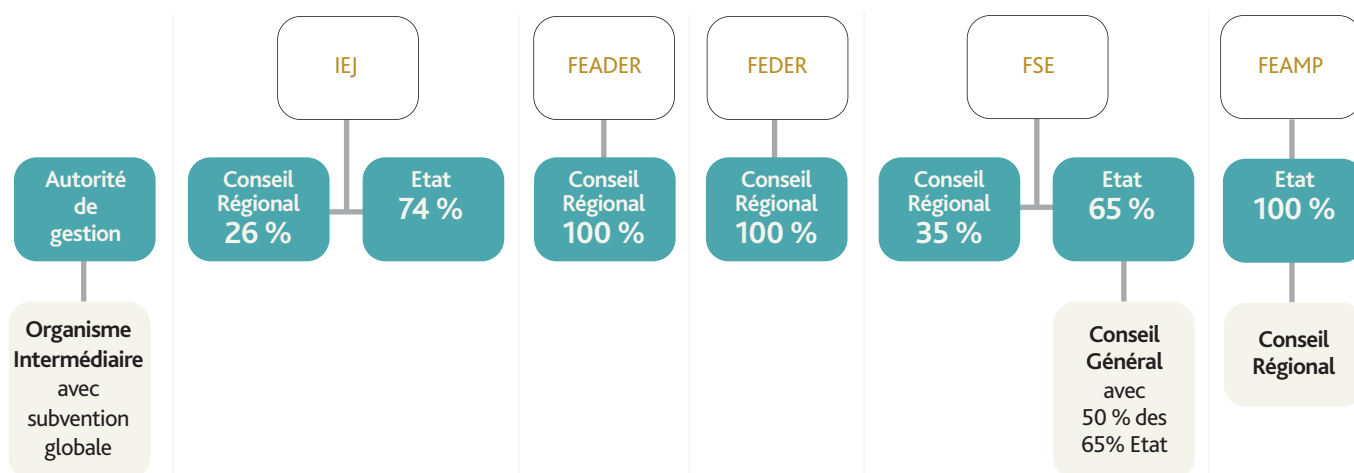 IEJ
FEADER
FEDER
FSE
FEAMP
Autorité
de
gestion
Conseil
Régional
26 %
Etat
74 %
Conseil
Régional
100 %
Conseil
Régional
100 %
Conseil
Régional
35 %
Etat
65 %
Etat
100 %
Organisme
Intermédiaire
avec
subvention
globale
Conseil
Général
avec
50 % des
65% Etat
Conseil
Régional